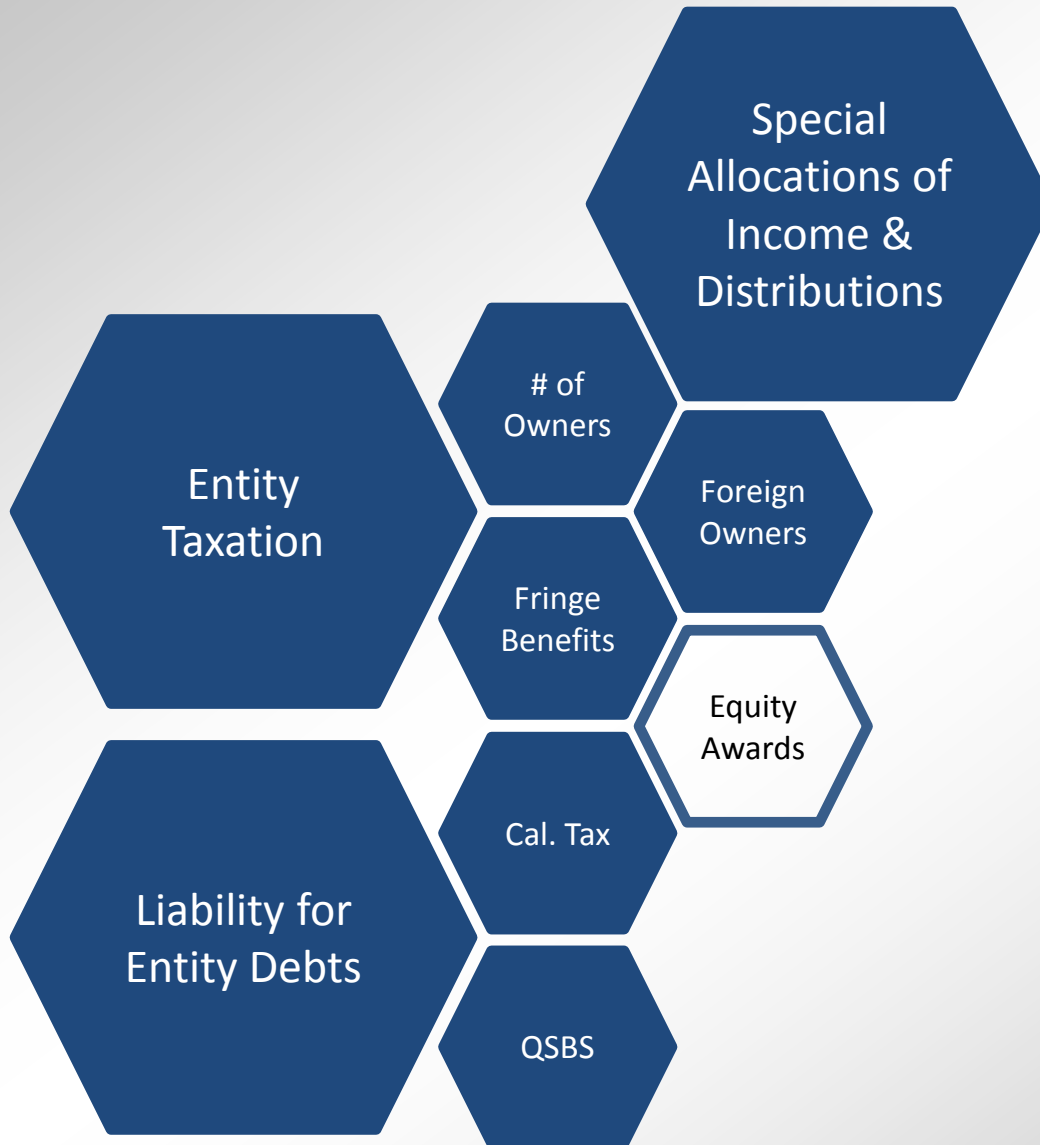 Special
Allocations of
Income &
Distributions
# of
Owners
Entity
Taxation
Foreign
Owners
Fringe
Benefits
Equity
Awards
Cal. Tax
Liability for
Entity Debts
QSBS